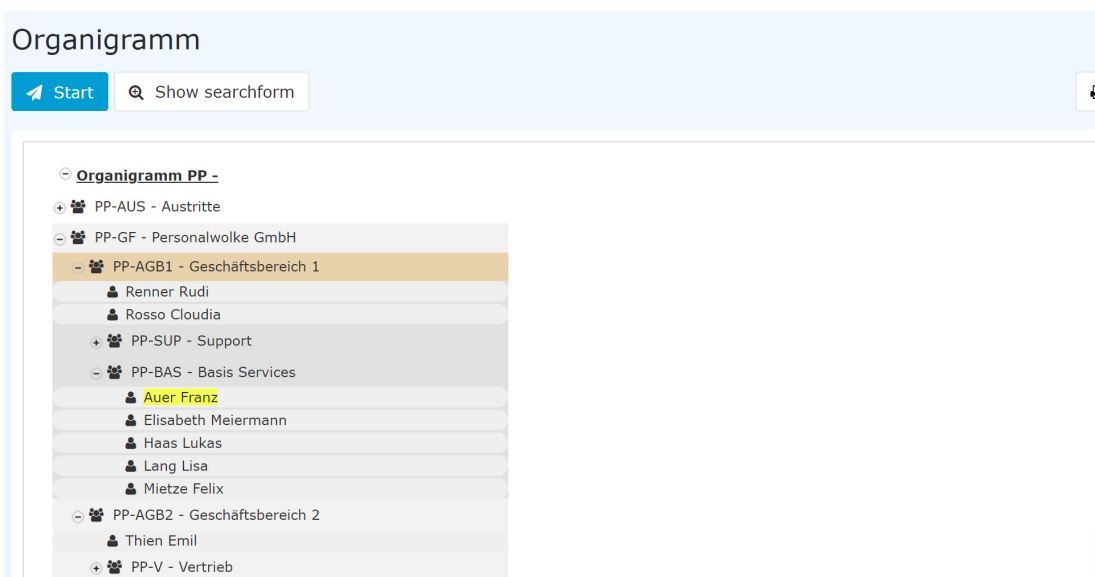 Organigramm
Start Show searchform
Organigramm PP -
PP-AUS - Austritte
PP-GF - Personalwolke GmbH
PP-AGB1 - Geschäftsbereich 1
Renner Rudi
Rosso Cloudia
PP-SUP - Support
PP-BAS - Basis Services
Auer Franz
Elisabeth Meiermann
Haas Lukas
Lang Lisa
Mietze Felix
PP-AGB2 - Geschäftsbereich 2
Thien Emil
PP-V - Vertrieb